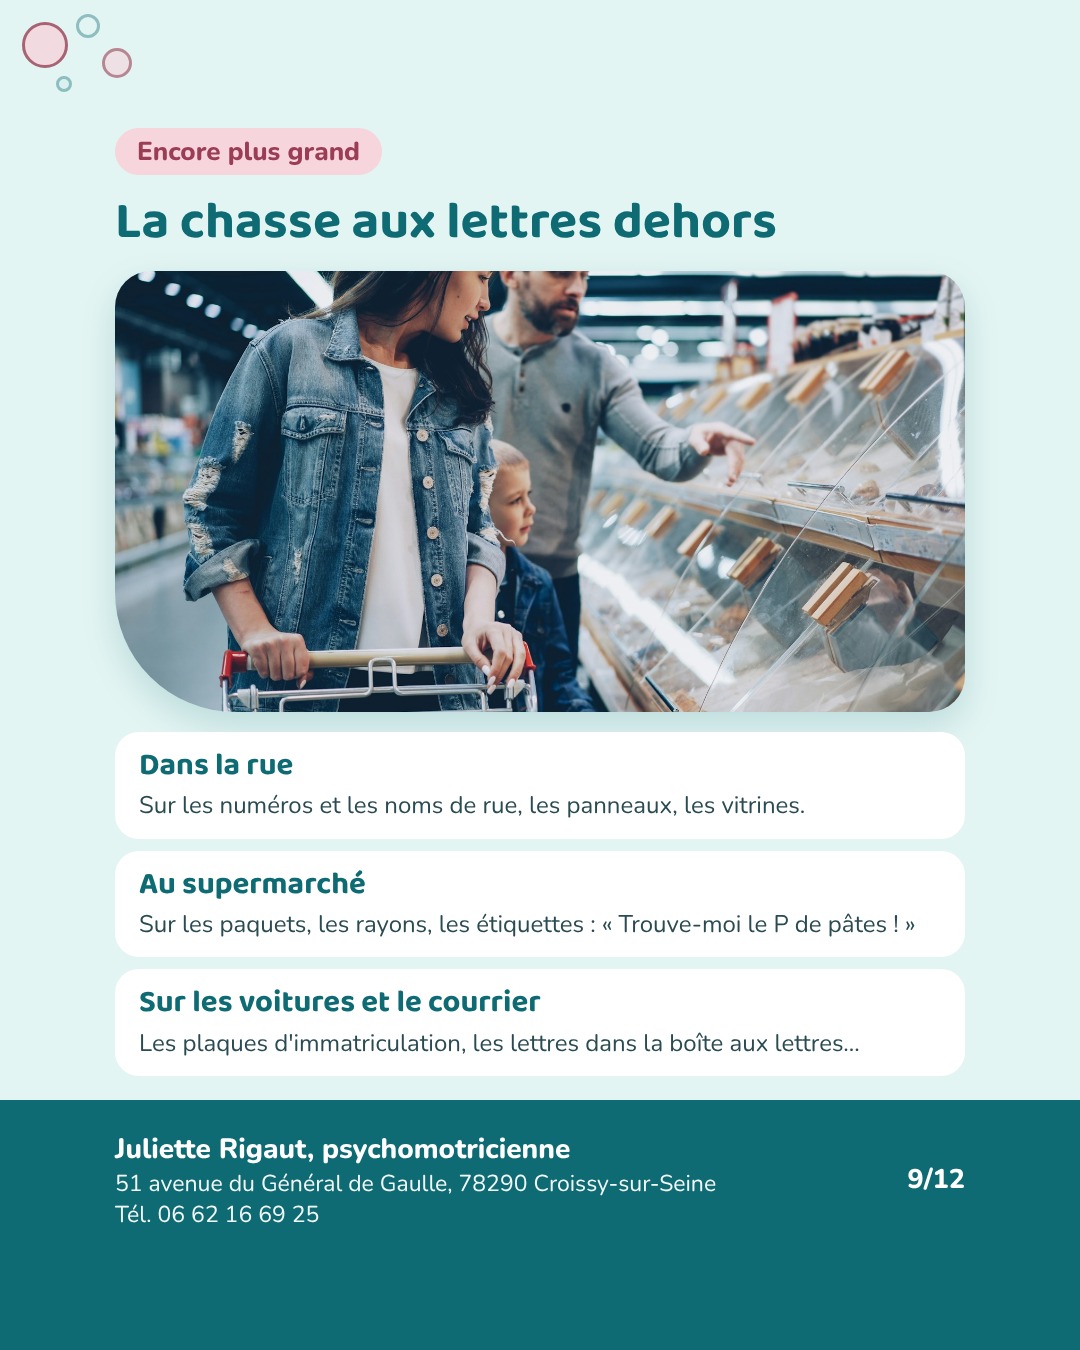 Encore plus grand
La chasse aux lettres dehors
Dans la rue
Sur les numéros et les noms de rue, les panneaux, les vitrines.
Au supermarché
Sur les paquets, les rayons, les étiquettes : « Trouve-moi le P de pâtes ! »
Sur les voitures et le courrier
Les plaques d'immatriculation, les lettres dans la boîte aux lettres...
Juliette Rigaut, psychomotricienne
51 avenue du Général de Gaulle, 78290 Croissy-sur-Seine
Tél. 06 62 16 69 25
9/12